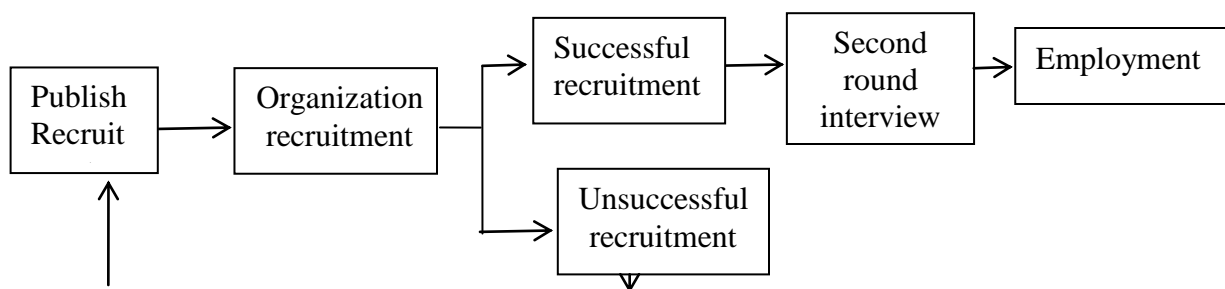 Publish
Recruit
Organization
recruitment
Successful
recruitment
Second
round
interview
Employment
Unsuccessful
recruitment